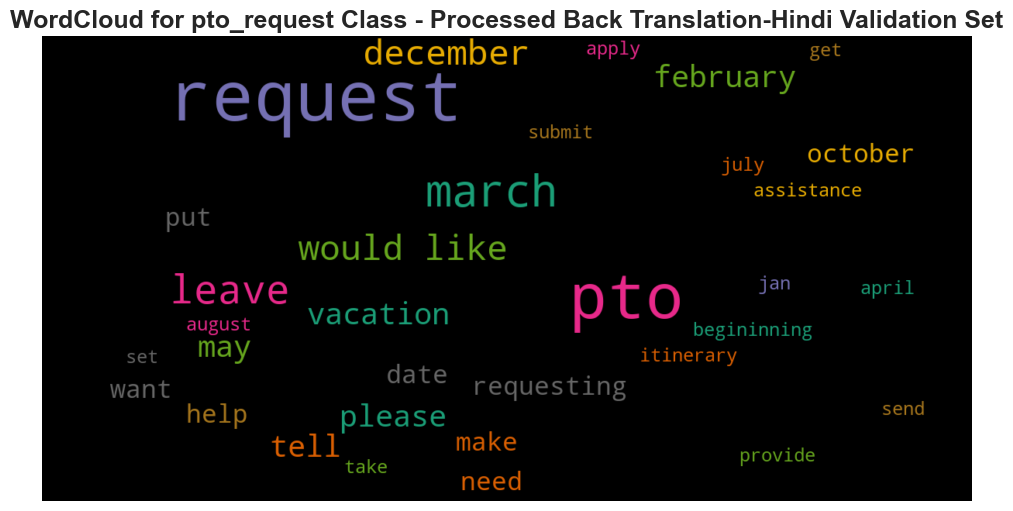 WordCloud for pto_request Class - Processed Back Translation-Hindi Validation Set
december
apply
get
request
february
submit
october
july
assistance
march
put
would like
leave
pto
jan
april
vacation
august
begininning
may
set
itinerary
date
want
requesting
help
please
send
tell
make
provide
take
need